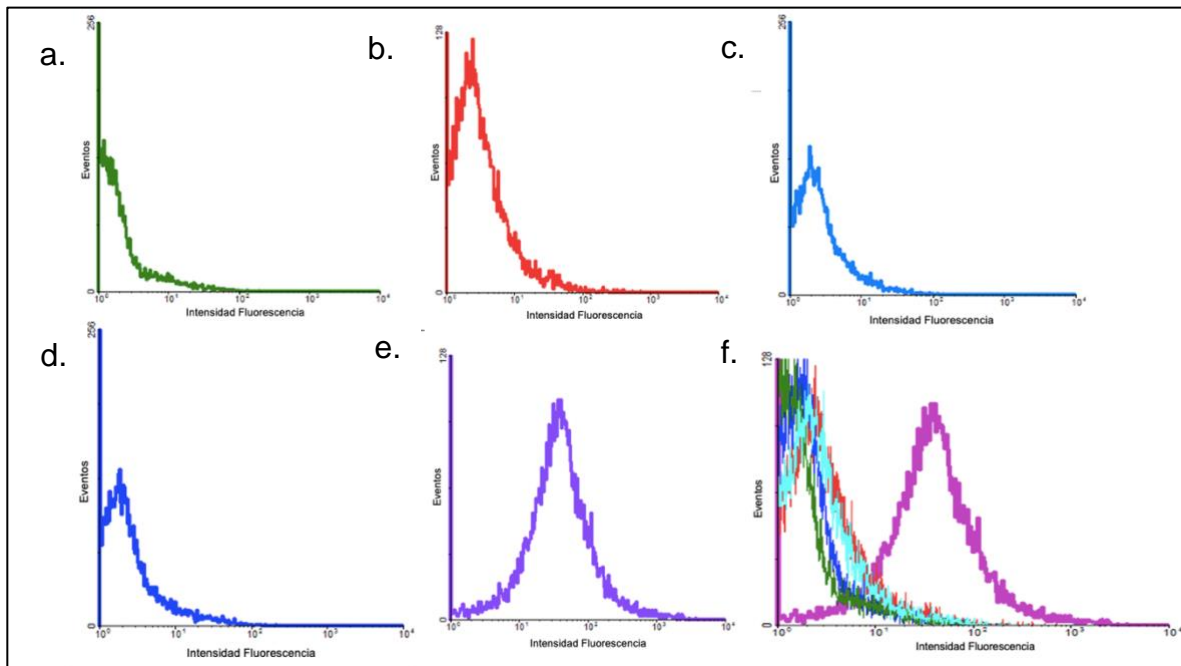 a.
256
Eventos
0
10⁰ 10¹ 10² 10³ 10⁴
Intensidad Fluorescencia
b.
128
Eventos
0
10⁰ 10¹ 10² 10³ 10⁴
Intensidad Fluorescencia
c.
256
Eventos
0
10⁰ 10¹ 10² 10³ 10⁴
Intensidad Fluorescencia
d.
256
Eventos
0
10⁰ 10¹ 10² 10³ 10⁴
Intensidad Fluorescencia
e.
128
Eventos
0
10⁰ 10¹ 10² 10³ 10⁴
Intensidad Fluorescencia
f.
128
Eventos
0
10⁰ 10¹ 10² 10³ 10⁴
Intensidad Fluorescencia